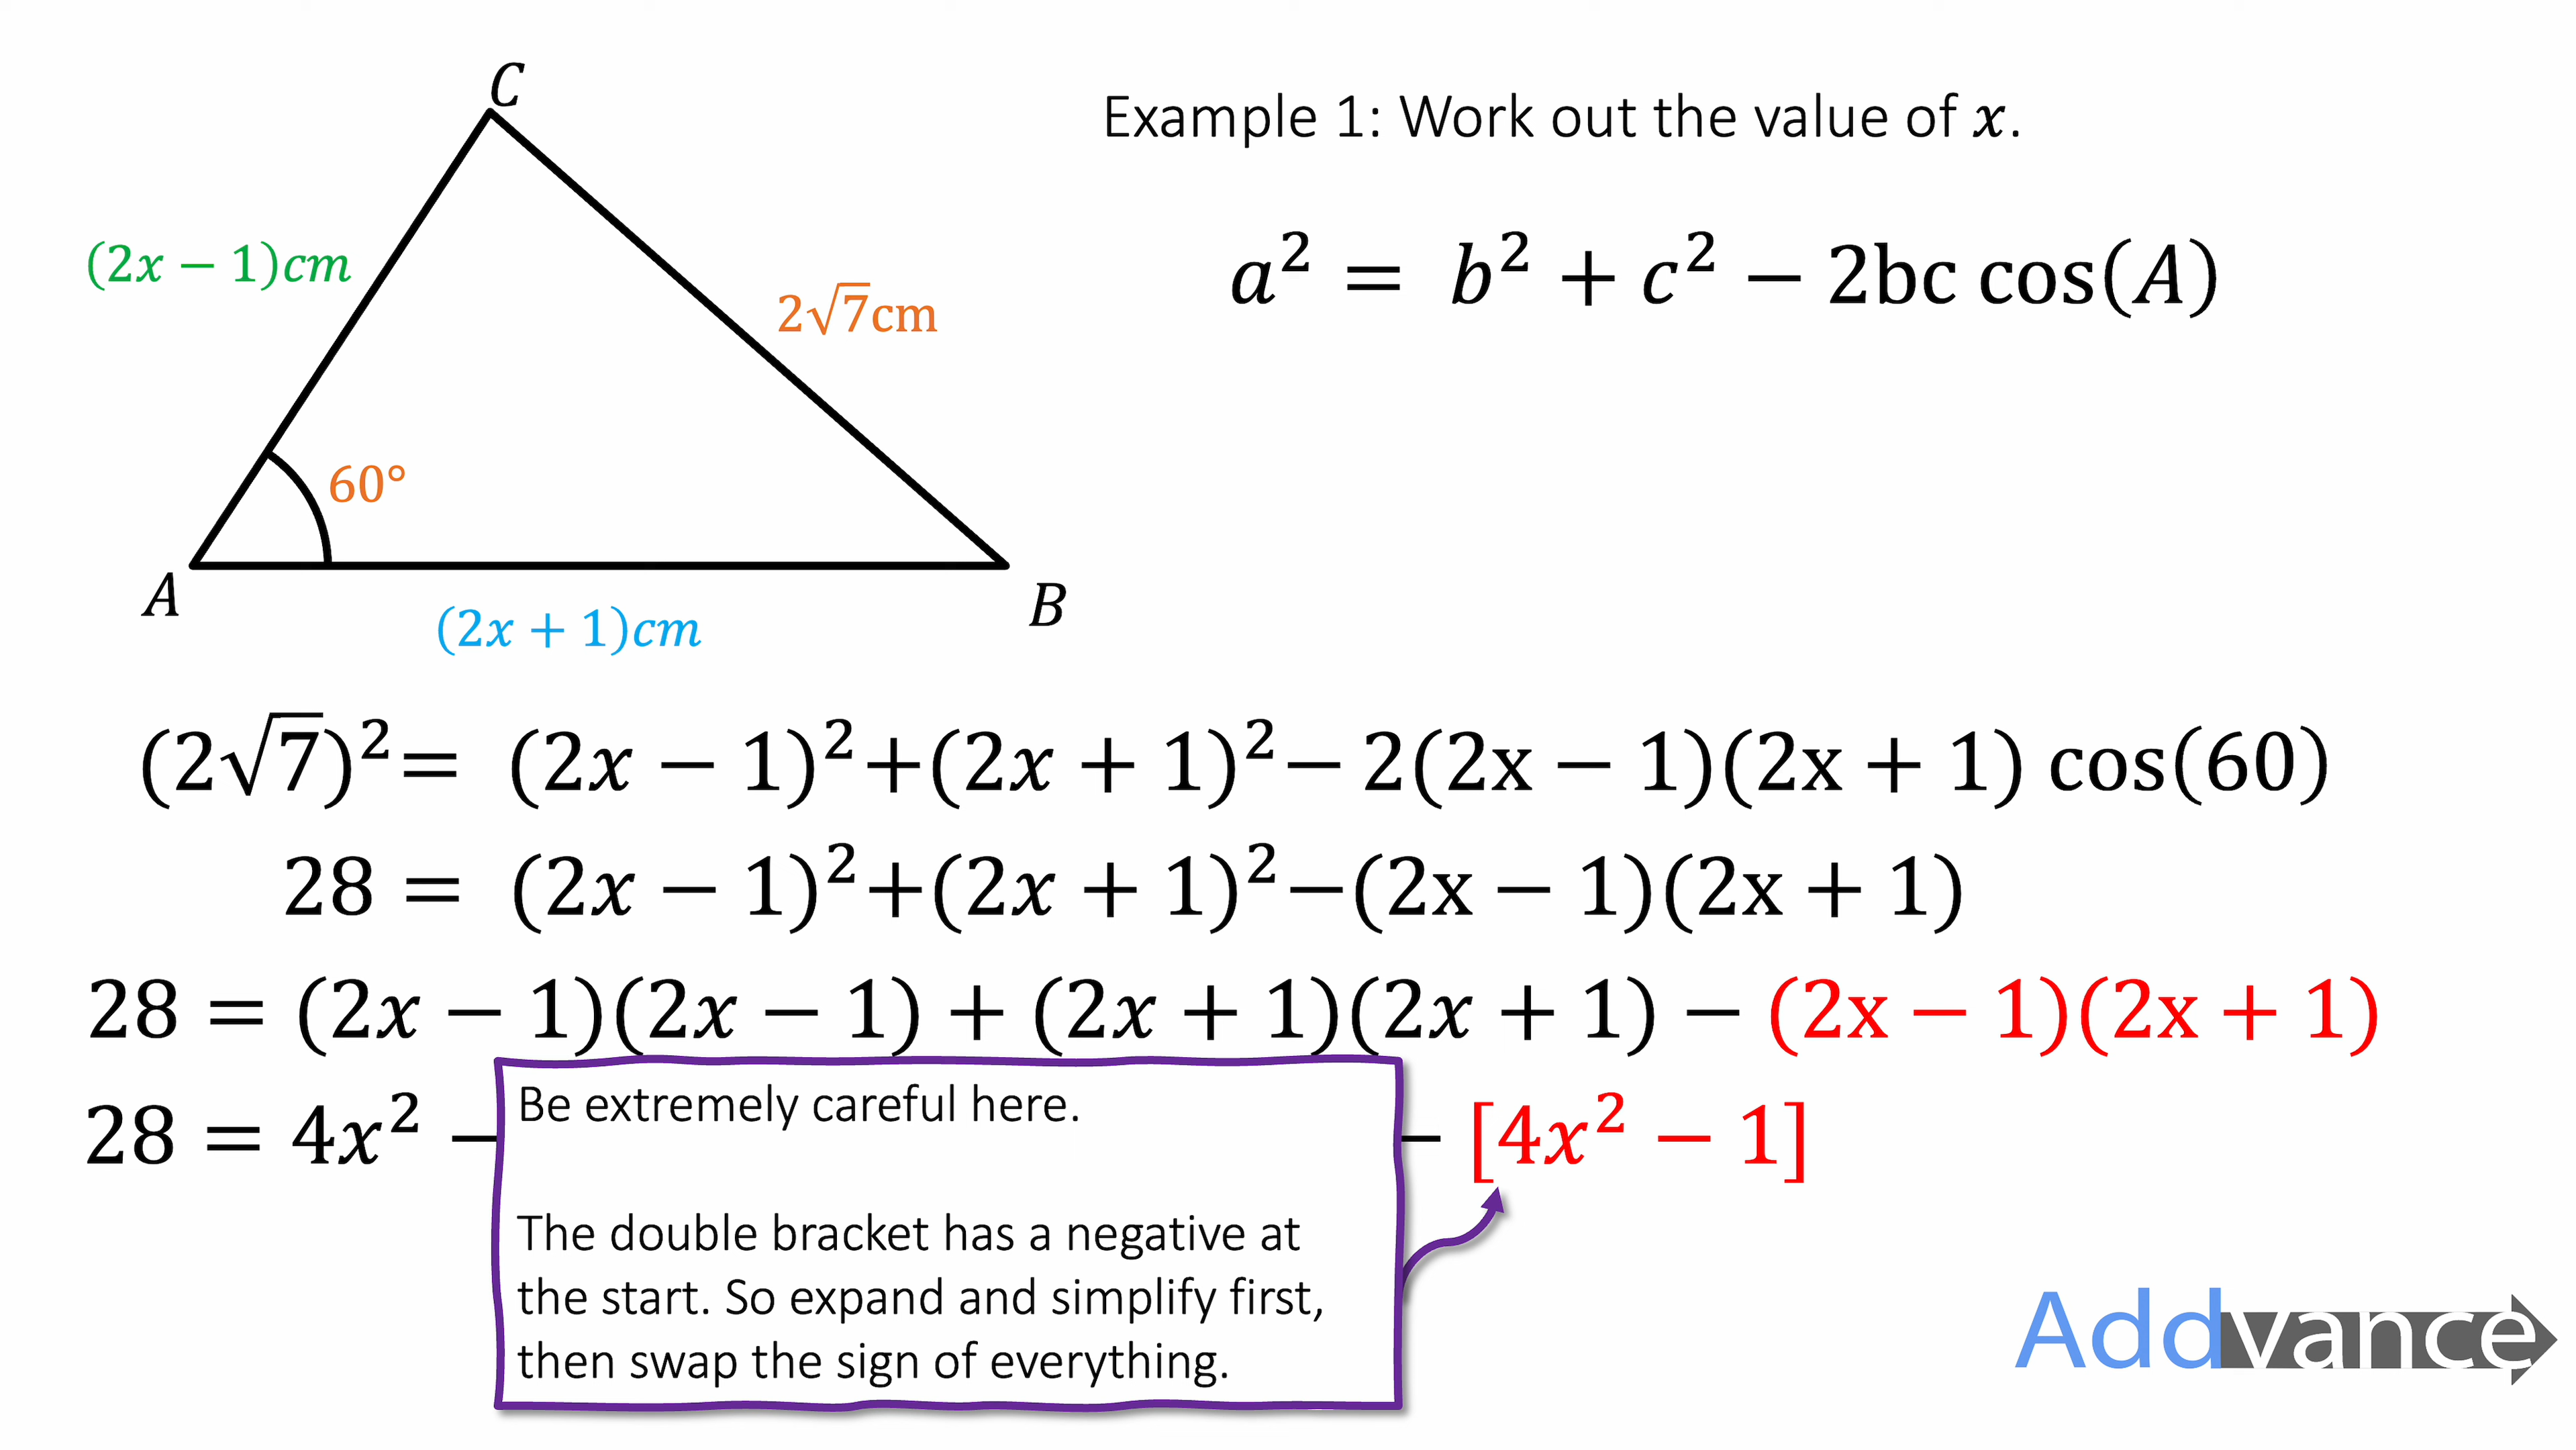 C
Example 1: Work out the value of x.
(2x − 1)cm
2√7cm
a² = b² + c² − 2bc cos(A)
60°
A
B
(2x + 1)cm
(2√7)² = (2x − 1)² + (2x + 1)² − 2(2x − 1)(2x + 1) cos(60)
28 = (2x − 1)² + (2x + 1)² − (2x − 1)(2x + 1)
28 = (2x − 1)(2x − 1) + (2x + 1)(2x + 1) − (2x − 1)(2x + 1)
28 = 4x² − − [4x² − 1]
Be extremely careful here.
The double bracket has a negative at
the start. So expand and simplify first,
then swap the sign of everything.
Addvance